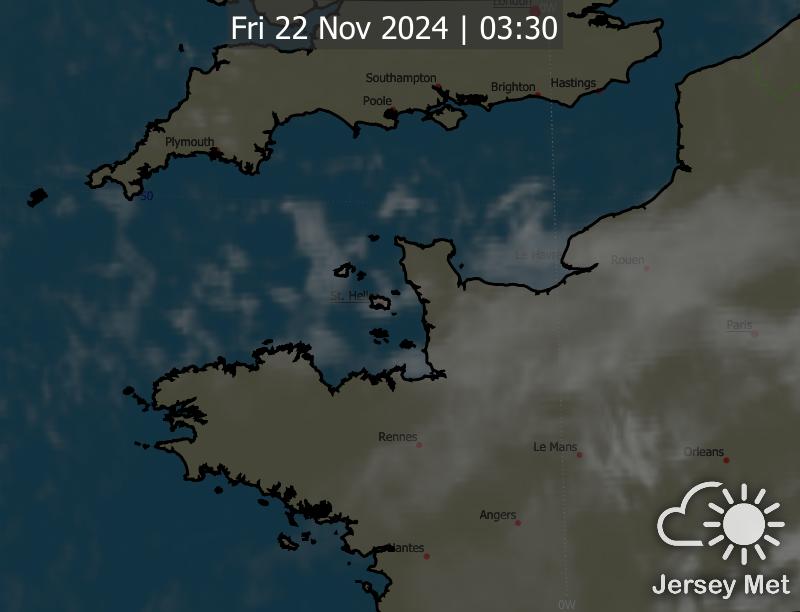 London
0W
Fri 22 Nov 2024 | 03:30
Southampton
Brighton
Hastings
Poole
Plymouth
50
Le Havre
Rouen
St. Heli
Paris
Rennes
Le Mans
Orleans
Angers
Nantes
Jersey Met
0W